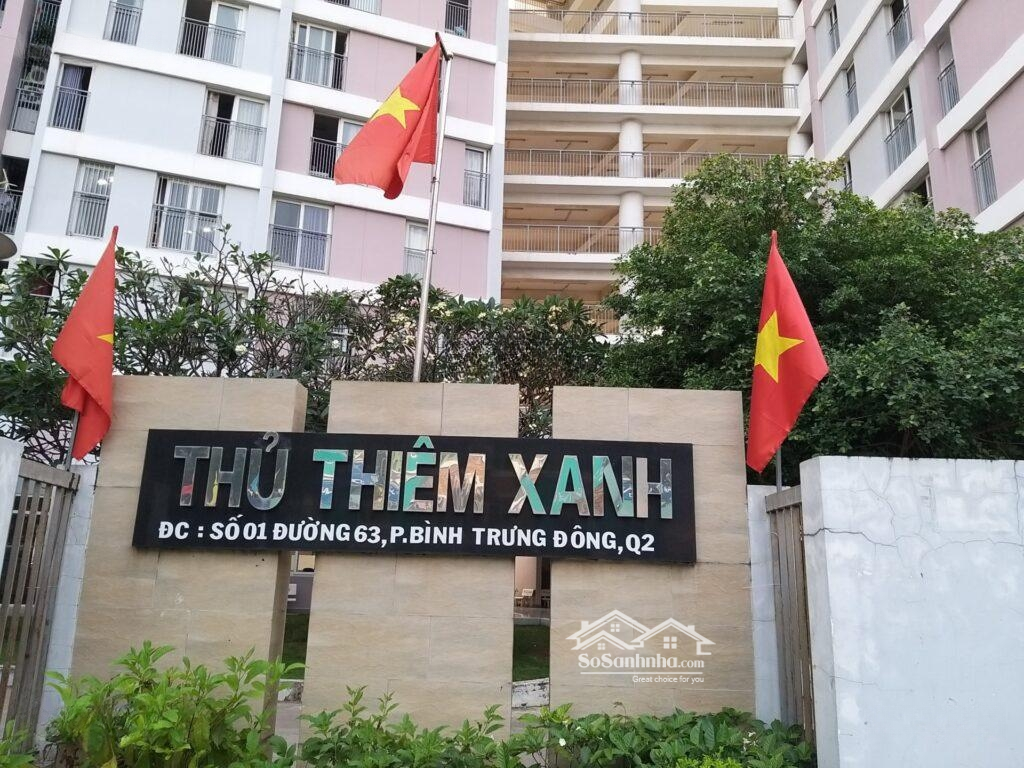 THỦ THIÊM XANH
ĐC : SỐ 01 ĐƯỜNG 63, P.BÌNH TRƯNG ĐÔNG, Q2
SoSanhnha.com
Great choice for you